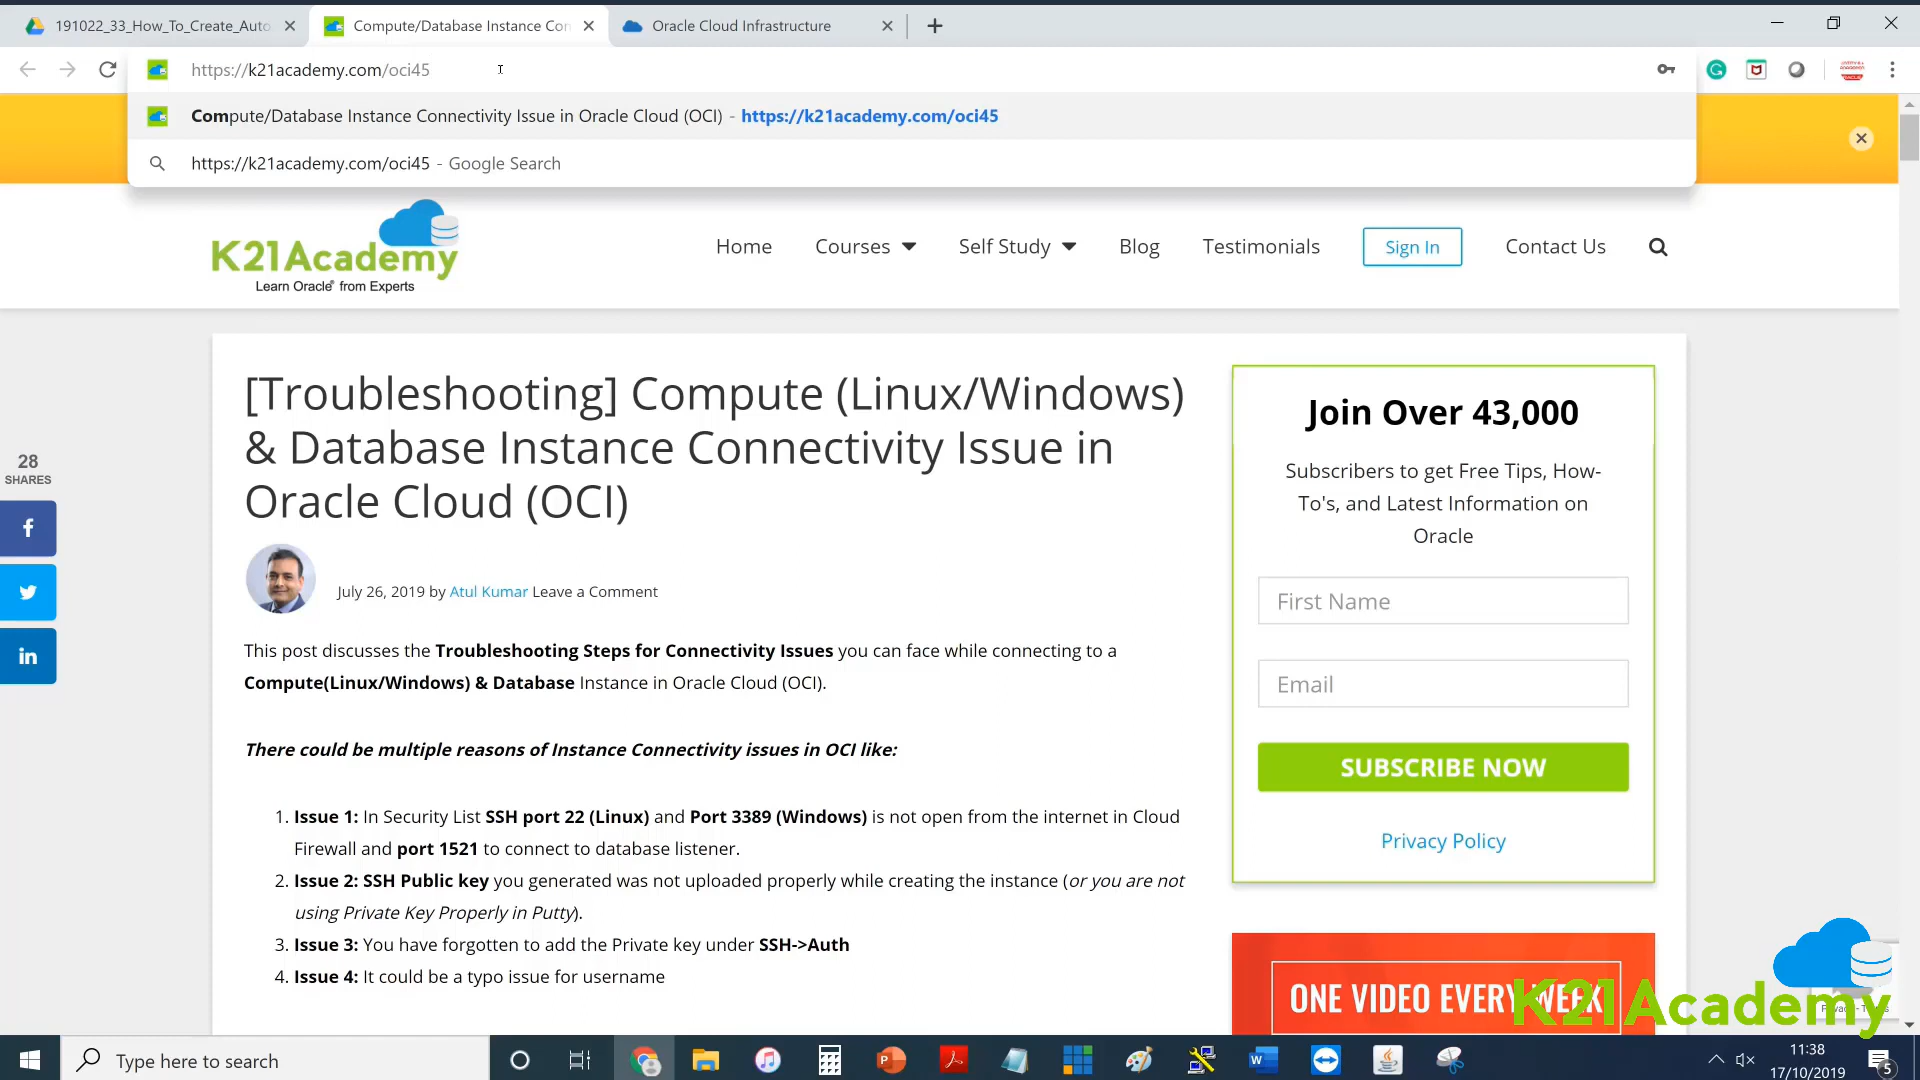 191022_33_How_To_Create_Auto
Compute/Database Instance Con
Oracle Cloud Infrastructure
https://k21academy.com/oci45
Compute/Database Instance Connectivity Issue in Oracle Cloud (OCI) - https://k21academy.com/oci45
https://k21academy.com/oci45 - Google Search
K21Academy
Learn Oracle® from Experts
Home
Courses
Self Study
Blog
Testimonials
Sign In
Contact Us
[Troubleshooting] Compute (Linux/Windows)
& Database Instance Connectivity Issue in
Oracle Cloud (OCI)
July 26, 2019 by Atul Kumar Leave a Comment
This post discusses the Troubleshooting Steps for Connectivity Issues you can face while connecting to a
Compute(Linux/Windows) & Database Instance in Oracle Cloud (OCI).
There could be multiple reasons of Instance Connectivity issues in OCI like:
1. Issue 1: In Security List SSH port 22 (Linux) and Port 3389 (Windows) is not open from the internet in Cloud
Firewall and port 1521 to connect to database listener.
2. Issue 2: SSH Public key you generated was not uploaded properly while creating the instance (or you are not
using Private Key Properly in Putty).
3. Issue 3: You have forgotten to add the Private key under SSH->Auth
4. Issue 4: It could be a typo issue for username
28
SHARES
Join Over 43,000
Subscribers to get Free Tips, How-
To's, and Latest Information on
Oracle
First Name
Email
SUBSCRIBE NOW
Privacy Policy
ONE VIDEO EVERY WEEK
K21Academy
Type here to search
11:38
17/10/2019
5